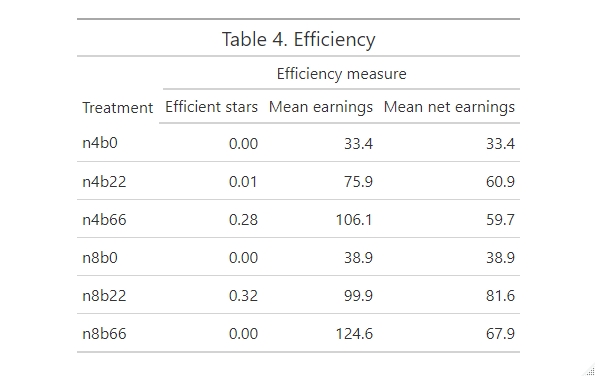 Table 4. Efficiency
Efficiency measure
Treatment Efficient stars Mean earnings Mean net earnings
n4b0 0.00 33.4 33.4
n4b22 0.01 75.9 60.9
n4b66 0.28 106.1 59.7
n8b0 0.00 38.9 38.9
n8b22 0.32 99.9 81.6
n8b66 0.00 124.6 67.9